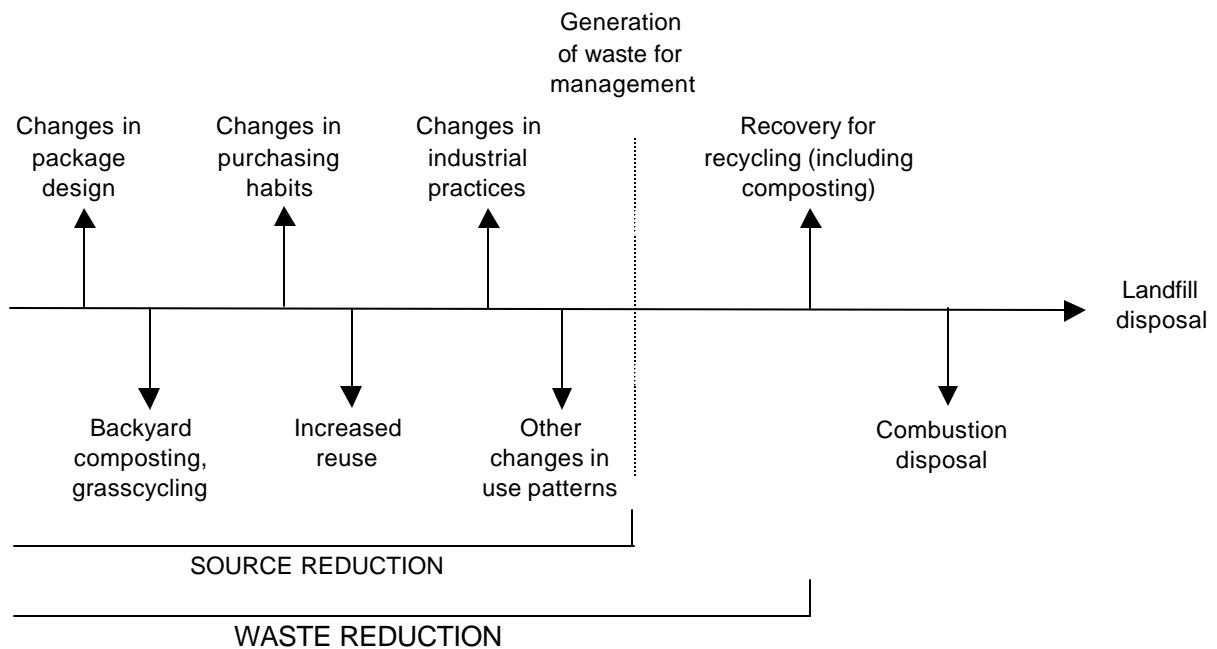 Generation
of waste for
management
Changes in
package
design
Changes in
purchasing
habits
Changes in
industrial
practices
Recovery for
recycling (including
composting)
Landfill
disposal
Backyard
composting,
grasscycling
Increased
reuse
Other
changes in
use patterns
Combustion
disposal
SOURCE REDUCTION
WASTE REDUCTION